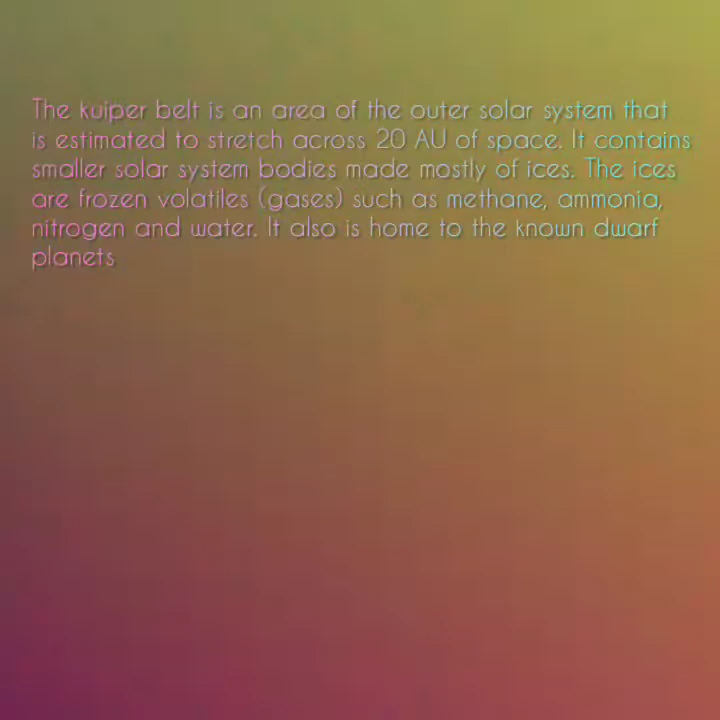 The kuiper belt is an area of the outer solar system that
is estimated to stretch across 20 AU of space. It contains
smaller solar system bodies made mostly of ices. The ices
are frozen volatiles (gases) such as methane, ammonia,
nitrogen and water. It also is home to the known dwarf
planets